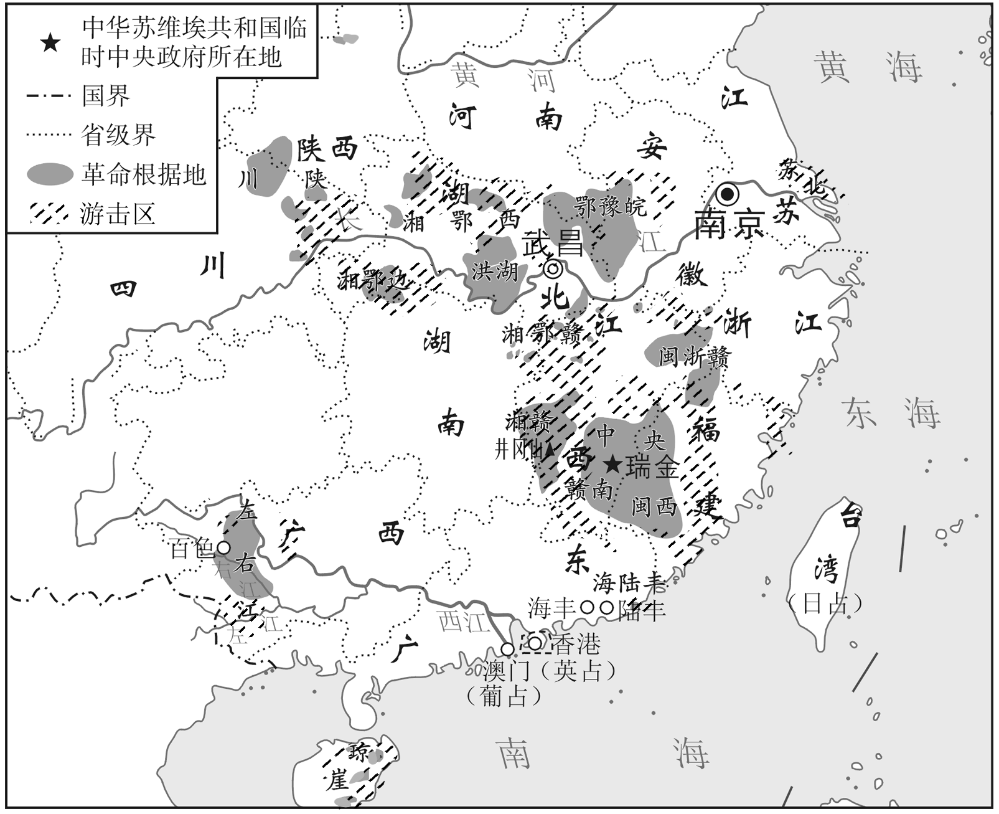 中华苏维埃共和国临
时中央政府所在地
国界
省级界
革命根据地
游击区
黄河
黄海
河南
江
苏
安
徽
陕西
川陕
苏北
湖
北
长
江
湘鄂西
鄂豫皖
南京
武昌
四川
湘鄂边
洪湖
浙江
湖
南
湘鄂赣
江
西
闽浙赣
东海
湘赣
井冈山
中央
瑞金
赣南
闽西
福
建
左
右
江
广西
百色
右江
左江
台
湾
(日占)
广
东
海陆丰
海丰
陆丰
西江
香港
(英占)
澳门
(葡占)
琼
崖
南海